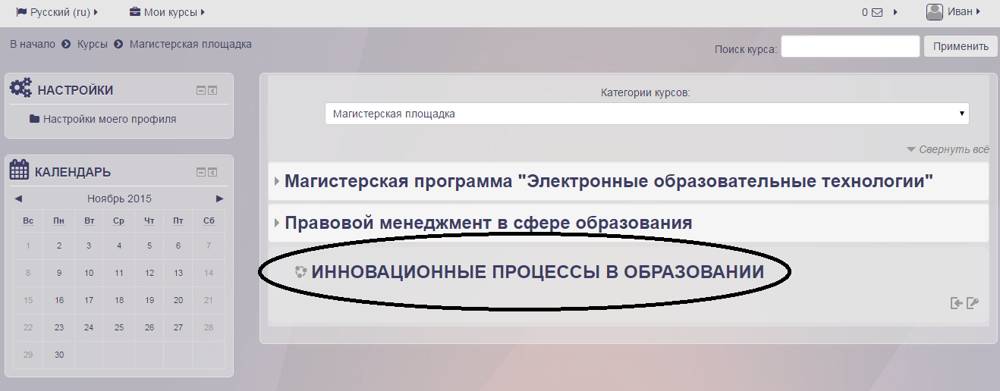 Русский (ru) Мои курсы 0 Иван
В начало Курсы Магистерская площадка
Поиск курса: Применить
НАСТРОЙКИ
Настройки моего профиля
КАЛЕНДАРЬ
Ноябрь 2015
Вс Пн Вт Ср Чт Пт Сб
1 2 3 4 5 6 7
8 9 10 11 12 13 14
15 16 17 18 19 20 21
22 23 24 25 26 27 28
29 30
Категории курсов:
Магистерская площадка
Свернуть всё
Магистерская программа "Электронные образовательные технологии"
Правовой менеджмент в сфере образования
ИННОВАЦИОННЫЕ ПРОЦЕССЫ В ОБРАЗОВАНИИ